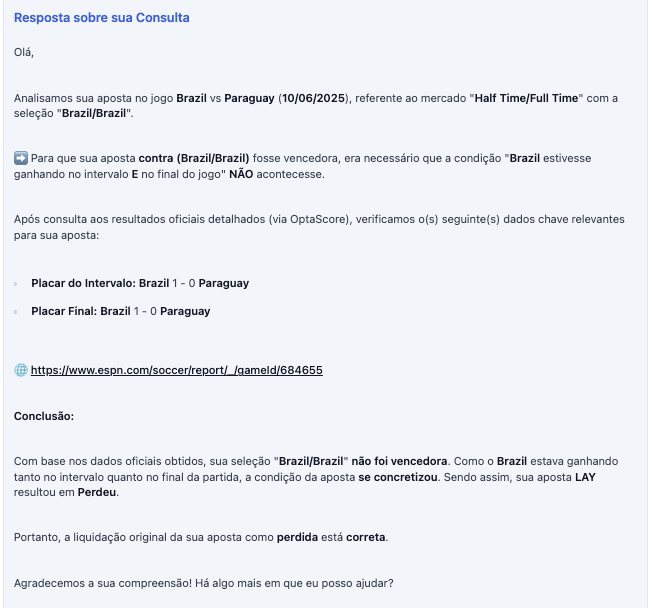 Resposta sobre sua Consulta
Olá,
Analisamos sua aposta no jogo Brazil vs Paraguay (10/06/2025), referente ao mercado "Half Time/Full Time" com a
seleção "Brazil/Brazil".
➡️ Para que sua aposta contra (Brazil/Brazil) fosse vencedora, era necessário que a condição "Brazil estivesse
ganhando no intervalo E no final do jogo" NÃO acontecesse.
Após consulta aos resultados oficiais detalhados (via OptaScore), verificamos o(s) seguinte(s) dados chave relevantes
para sua aposta:
Placar do Intervalo: Brazil 1 - 0 Paraguay
Placar Final: Brazil 1 - 0 Paraguay
🌐 https://www.espn.com/soccer/report/_/gameId/684655
Conclusão:
Com base nos dados oficiais obtidos, sua seleção "Brazil/Brazil" não foi vencedora. Como o Brazil estava ganhando
tanto no intervalo quanto no final da partida, a condição da aposta se concretizou. Sendo assim, sua aposta LAY
resultou em Perdeu.
Portanto, a liquidação original da sua aposta como perdida está correta.
Agradecemos a sua compreensão! Há algo mais em que eu posso ajudar?